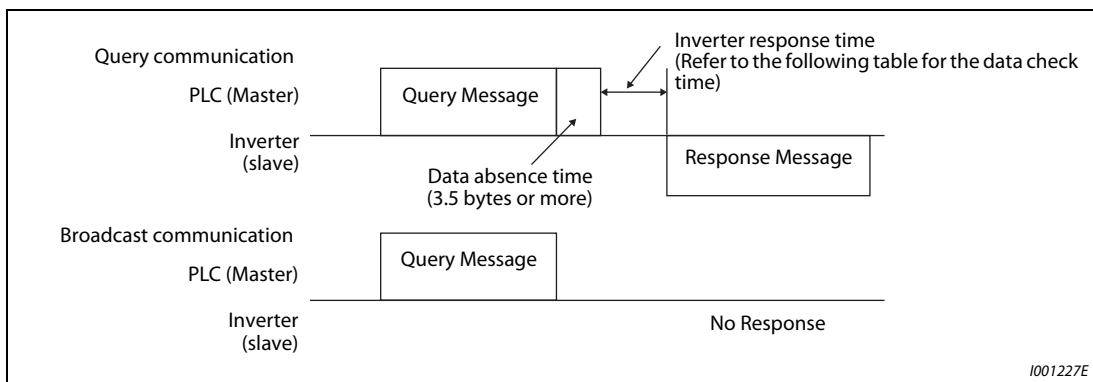 Query communication
Inverter response time
(Refer to the following table for the data check
time)
PLC (Master)
Query Message
Inverter
(slave)
Response Message
Data absence time
(3.5 bytes or more)
Broadcast communication
PLC (Master)
Query Message
Inverter
(slave)
No Response
I001227E